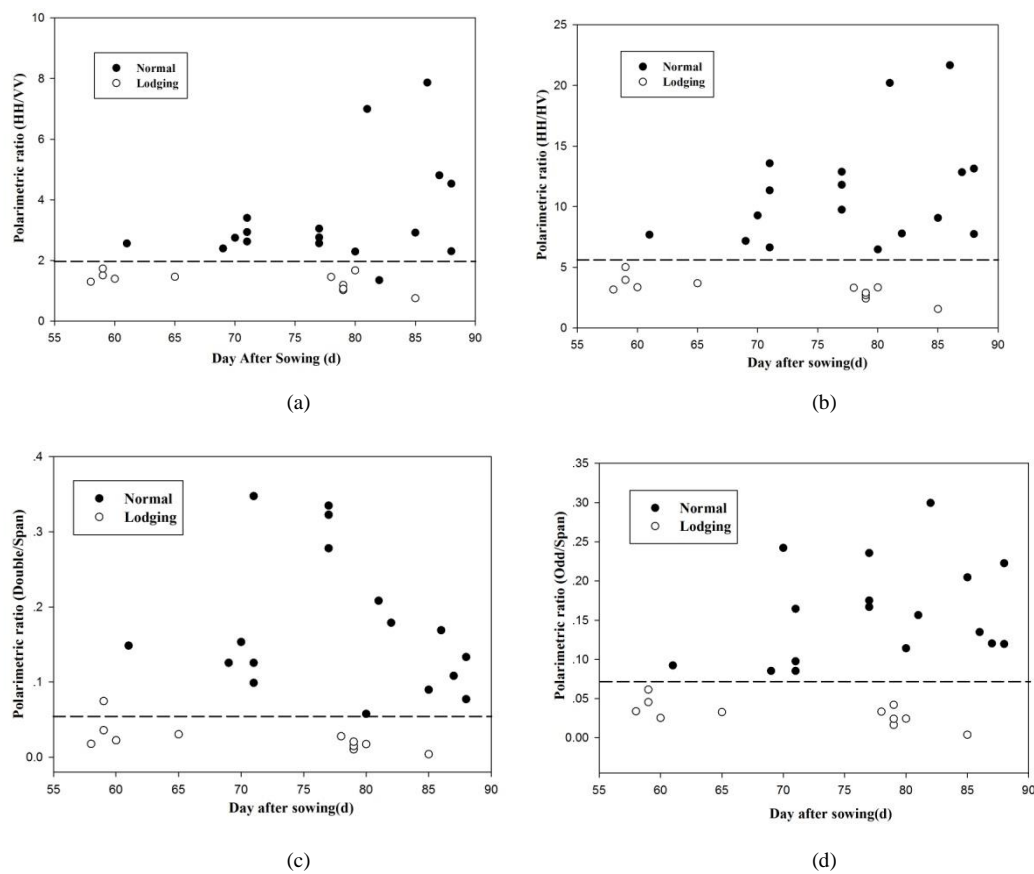 10
8
6
4
2
0
Polarimetric ratio (HH/VV)
Normal
Lodging
55 60 65 70 75 80 85 90
Day After Sowing (d)
(a)
25
20
15
10
5
0
Polarimetric ratio (HH/HV)
Normal
Lodging
55 60 65 70 75 80 85 90
Day after sowing(d)
(b)
.4
.3
.2
.1
0.0
Polarimetric ratio (Double/Span)
Normal
Lodging
55 60 65 70 75 80 85 90
Day after sowing(d)
(c)
.35
.30
.25
.20
.15
.10
.05
0.00
Polarimetric ratio (Odd/Span)
Normal
Lodging
55 60 65 70 75 80 85 90
Day after sowing(d)
(d)